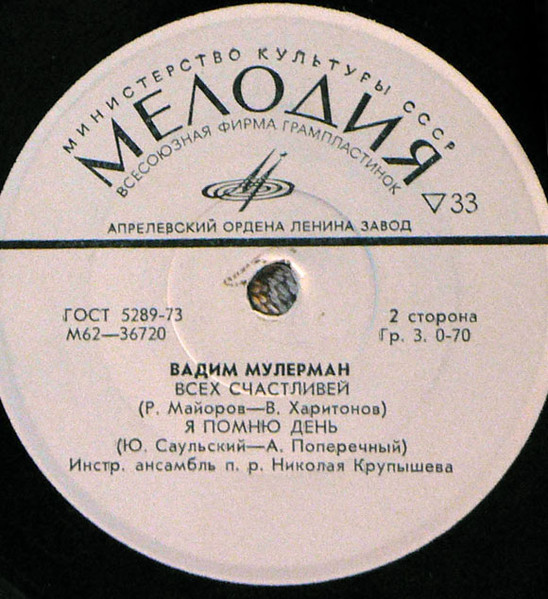 МИНИСТЕРСТВО КУЛЬТУРЫ СССР
МЕЛОДИЯ
ВСЕСОЮЗНАЯ ФИРМА ГРАМПЛАСТИНОК
▽33
АПРЕЛЕВСКИЙ ОРДЕНА ЛЕНИНА ЗАВОД
ГОСТ 5289-73
М62—36720
2 сторона
Гр. 3. 0-70
ВАДИМ МУЛЕРМАН
ВСЕХ СЧАСТЛИВЕЙ
(Р. Майоров—В. Харитонов)
Я ПОМНЮ ДЕНЬ
(Ю. Саульский—А. Поперечный)
Инстр. ансамбль п. р. Николая Крупышева